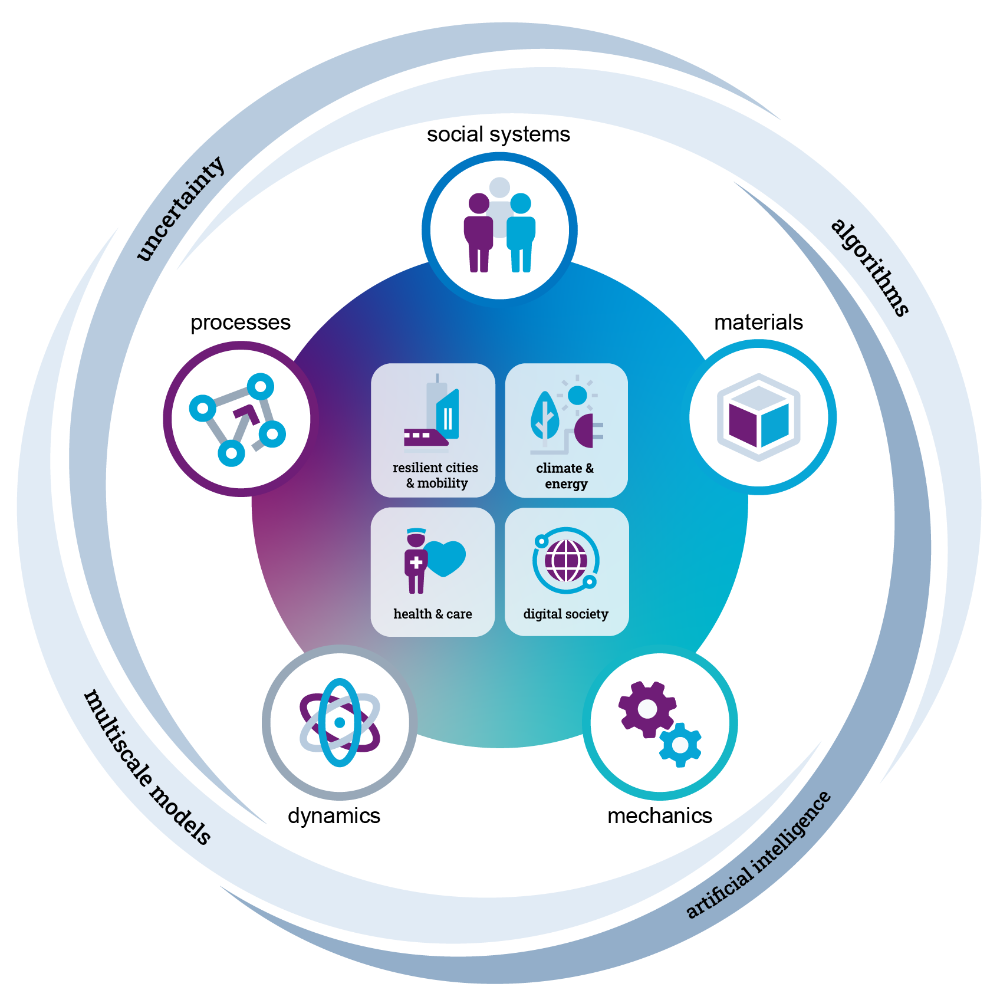 social systems
uncertainty
algorithms
processes
materials
resilient cities
& mobility
climate &
energy
health & care
digital society
multiscale models
dynamics
mechanics
artificial intelligence